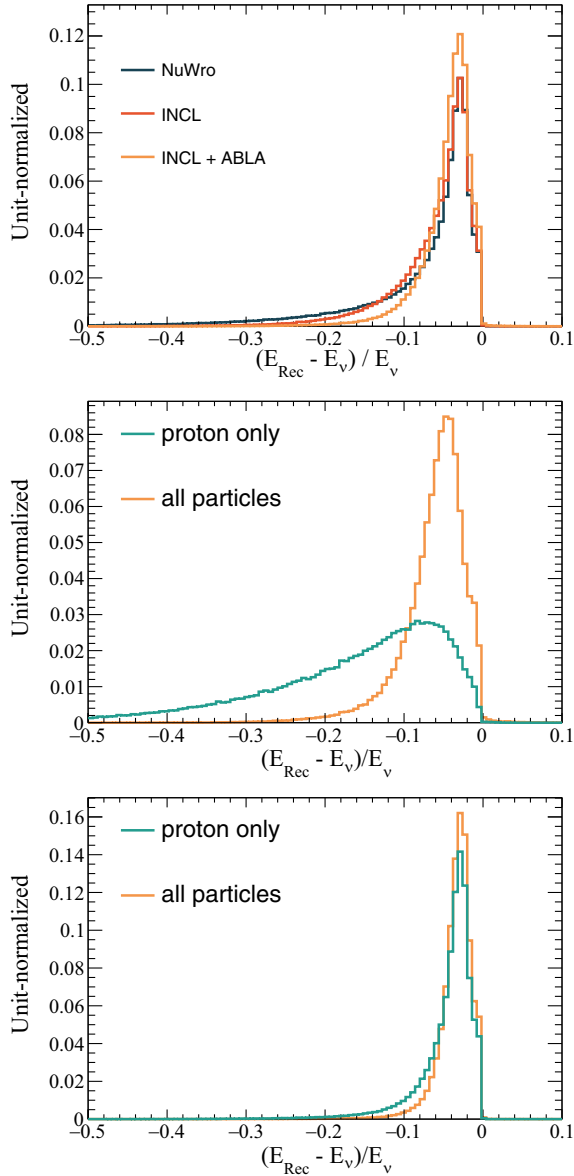 0.12
0.1
0.08
0.06
0.04
0.02
0
Unit-normalized
NuWro
INCL
INCL + ABLA
−0.5 −0.4 −0.3 −0.2 −0.1 0 0.1
(E_Rec - E_ν) / E_ν
0.08
0.07
0.06
0.05
0.04
0.03
0.02
0.01
0
Unit-normalized
proton only
all particles
−0.5 −0.4 −0.3 −0.2 −0.1 0 0.1
(E_Rec - E_ν)/E_ν
0.16
0.14
0.12
0.1
0.08
0.06
0.04
0.02
0
Unit-normalized
proton only
all particles
−0.5 −0.4 −0.3 −0.2 −0.1 0 0.1
(E_Rec - E_ν)/E_ν